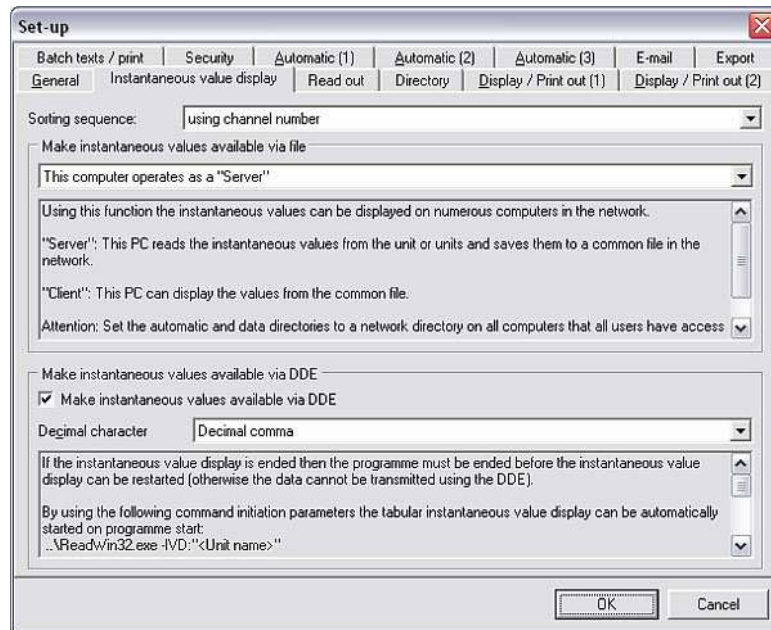 Set-up
Batch texts / print Security Automatic (1) Automatic (2) Automatic (3) E-mail Export
General Instantaneous value display Read out Directory Display / Print out (1) Display / Print out (2)
Sorting sequence: using channel number
Make instantaneous values available via file
This computer operates as a "Server"
Using this function the instantaneous values can be displayed on numerous computers in the network.
"Server": This PC reads the instantaneous values from the unit or units and saves them to a common file in the
network.
"Client": This PC can display the values from the common file.
Attention: Set the automatic and data directories to a network directory on all computers that all users have access
Make instantaneous values available via DDE
Make instantaneous values available via DDE
Decimal character Decimal comma
If the instantaneous value display is ended then the programme must be ended before the instantaneous value
display can be restarted (otherwise the data cannot be transmitted using the DDE).
By using the following command initiation parameters the tabular instantaneous value display can be automatically
started on programme start:
..\ReadWin32.exe -IVD:"<Unit name>"
OK Cancel